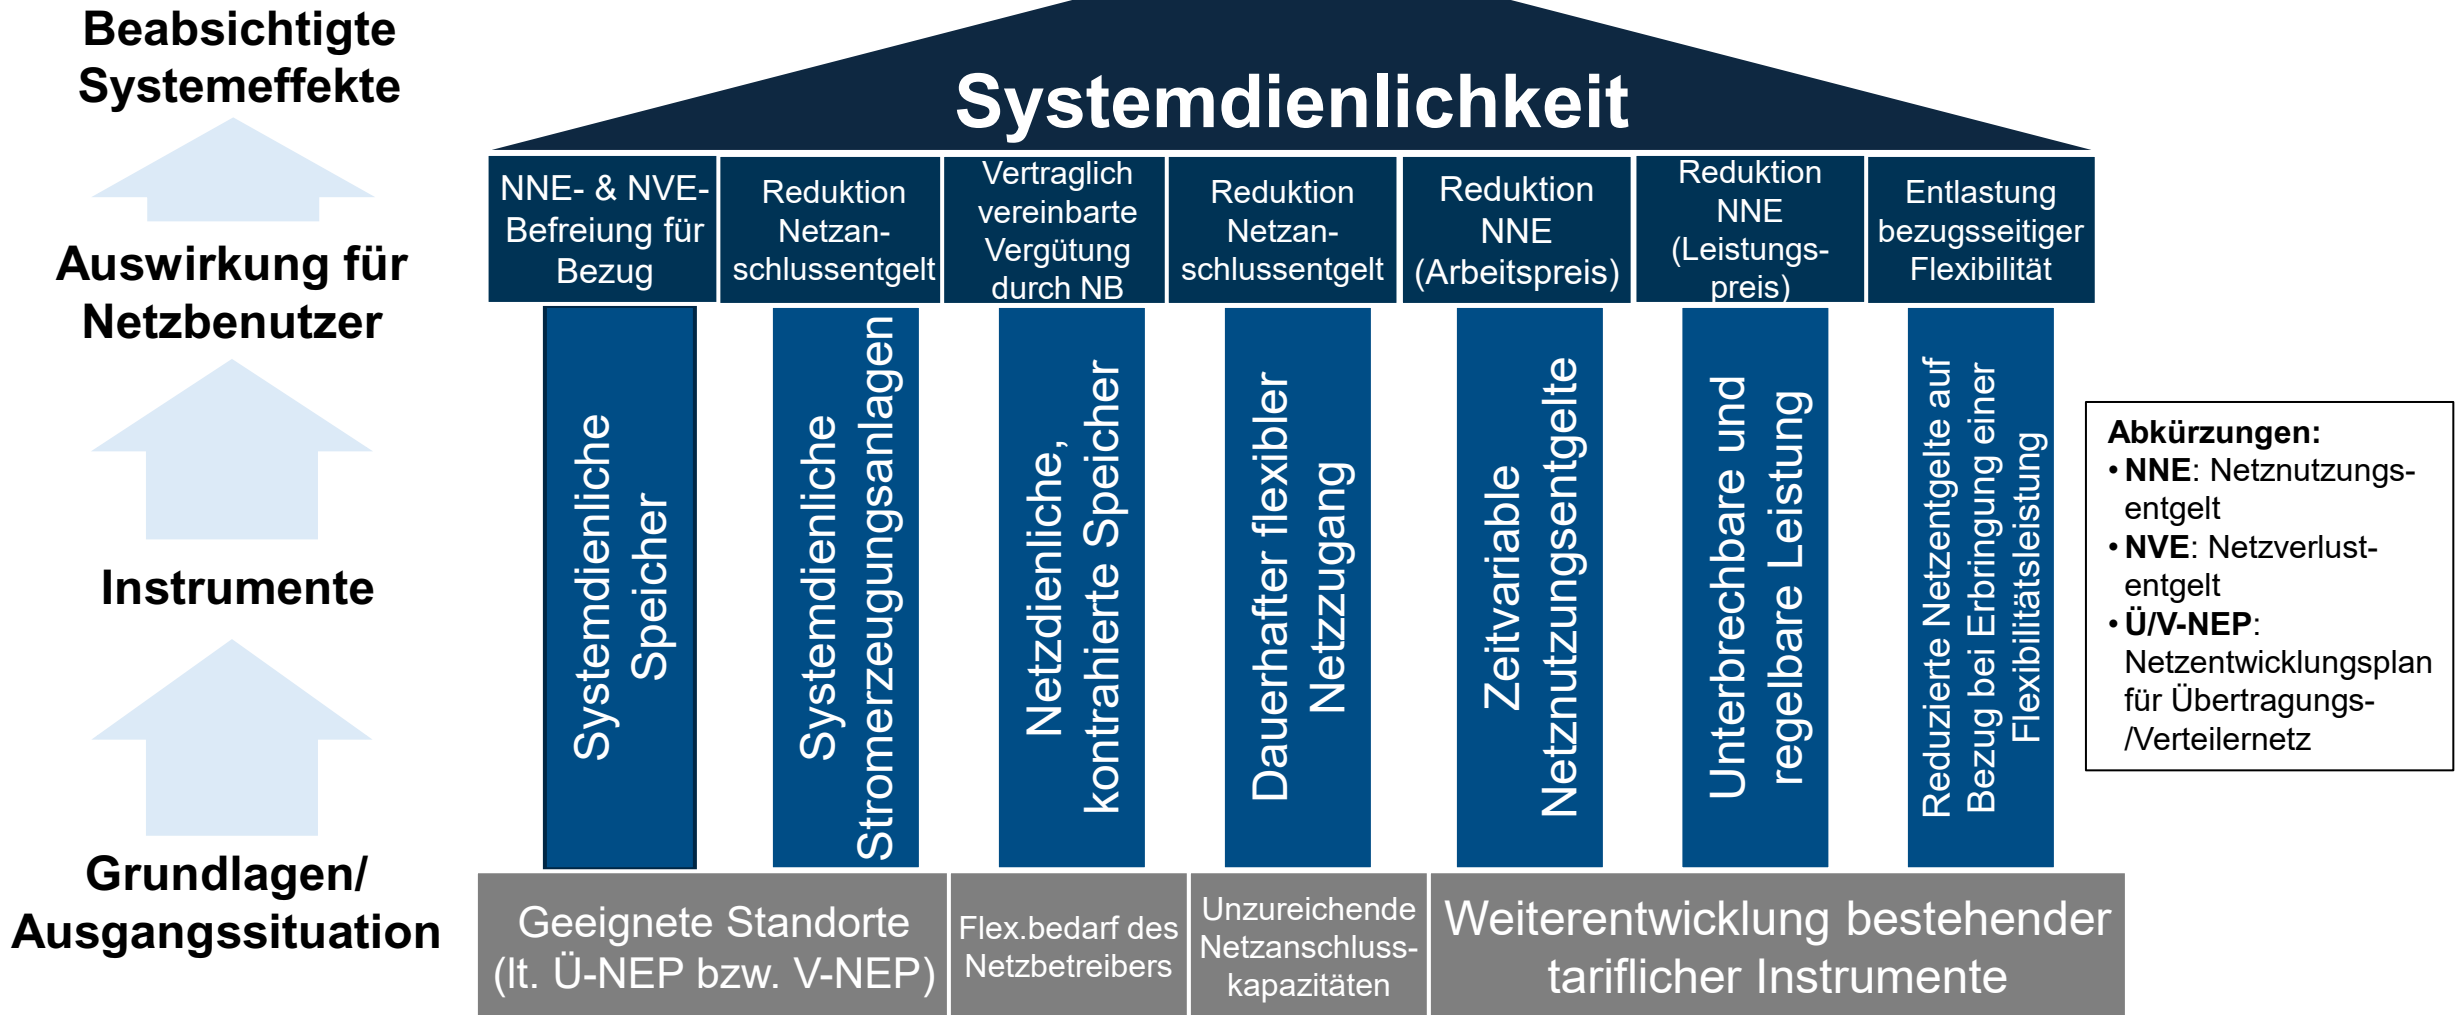 Beabsichtigte
Systemeffekte
Auswirkung für
Netzbenutzer
Instrumente
Grundlagen/
Ausgangssituation
Systemdienlichkeit
NNE- & NVE-
Befreiung für
Bezug
Reduktion
Netzan-
schlussentgelt
Vertraglich
vereinbarte
Vergütung
durch NB
Reduktion
Netzan-
schlussentgelt
Reduktion
NNE
(Arbeitspreis)
Reduktion
NNE
(Leistungs-
preis)
Entlastung
bezugsseitiger
Flexibilität
Systemdienliche
Speicher
Systemdienliche
Stromerzeugungsanlagen
Netzdienliche,
kontrahierte Speicher
Dauerhafter flexibler
Netzzugang
Zeitvariable
Netznutzungsentgelte
Unterbrechbare und
regelbare Leistung
Reduzierte Netzentgelte auf
Bezug bei Erbringung einer
Flexibilitätsleistung
Geeignete Standorte
(lt. Ü-NEP bzw. V-NEP)
Flex.bedarf des
Netzbetreibers
Unzureichende
Netzanschluss-
kapazitäten
Weiterentwicklung bestehender
tariflicher Instrumente
Abkürzungen:
• NNE: Netznutzungs-
entgelt
• NVE: Netzverlust-
entgelt
• Ü/V-NEP:
Netzentwicklungsplan
für Übertragungs-
/Verteilernetz